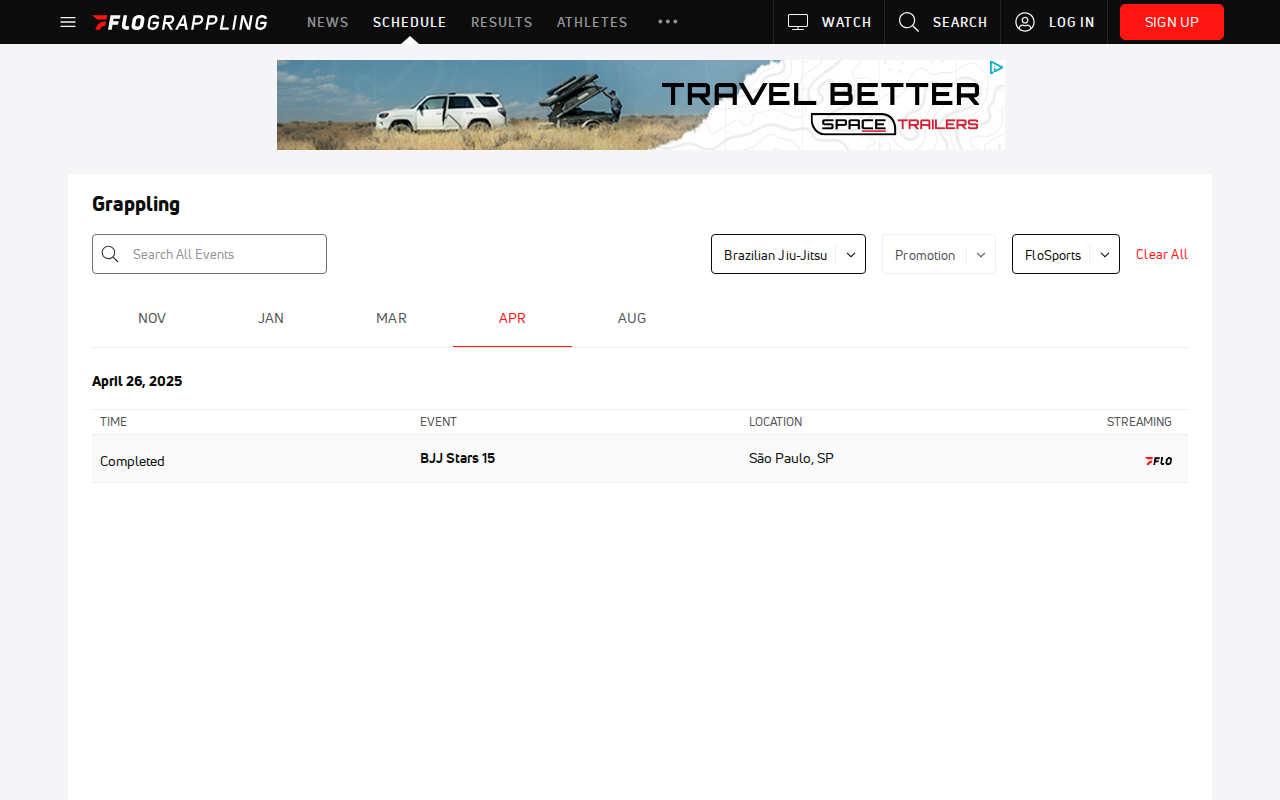 FLOGRAPPLING NEWS SCHEDULE RESULTS ATHLETES WATCH SEARCH LOG IN SIGN UP
TRAVEL BETTER
SPACE TRAILERS
Grappling
Search All Events Brazilian Jiu-Jitsu Promotion FloSports Clear All
NOV JAN MAR APR AUG
April 26, 2025
TIME EVENT LOCATION STREAMING
Completed BJJ Stars 15 São Paulo, SP FLO